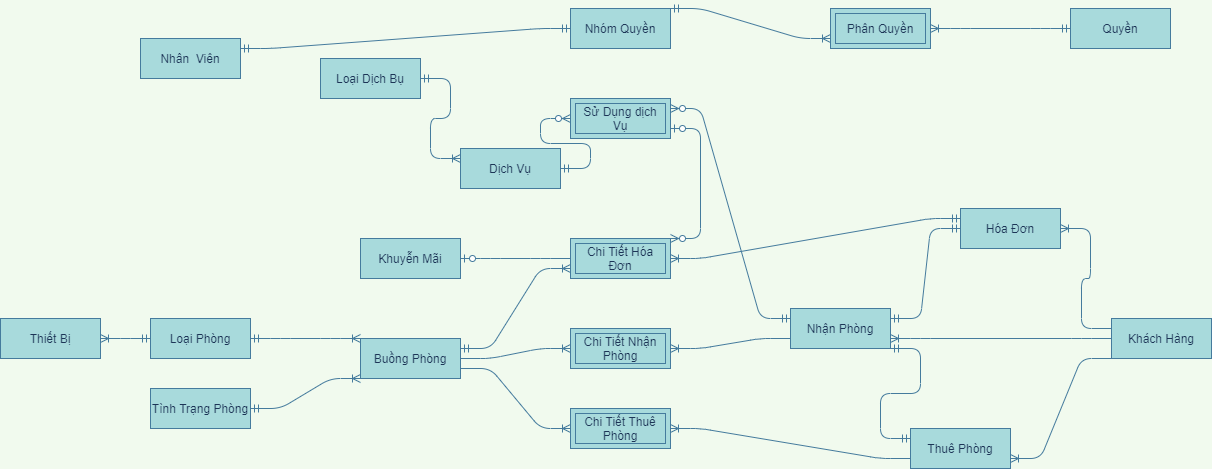 Nhóm Quyền
Phân Quyền
Quyền
Nhân Viên
Loại Dịch Bụ
Sử Dụng dịch
Vụ
Dịch Vụ
Hóa Đơn
Khuyễn Mãi
Chi Tiết Hóa
Đơn
Nhận Phòng
Khách Hàng
Thiết Bị
Loại Phòng
Buồng Phòng
Chi Tiết Nhận
Phòng
Tình Trạng Phòng
Chi Tiết Thuê
Phòng
Thuê Phòng